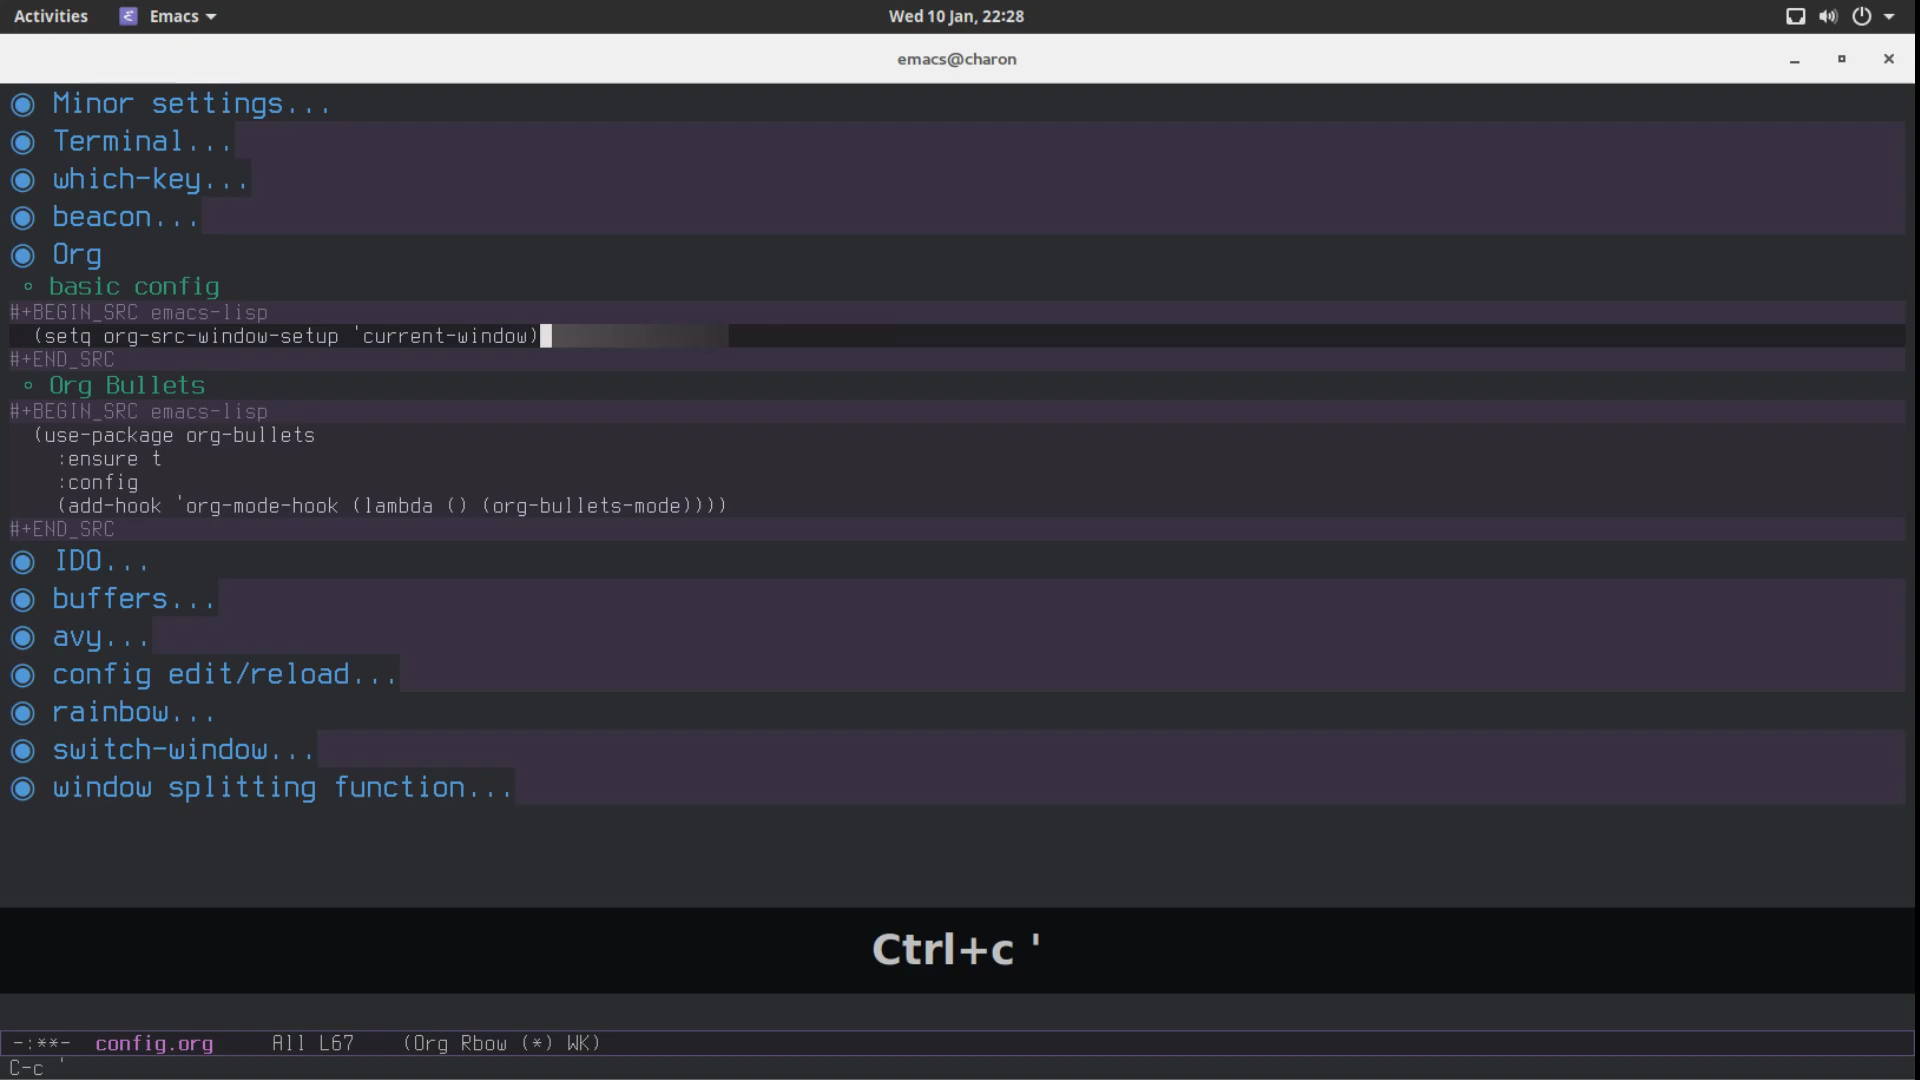 Activities Emacs Wed 10 Jan, 22:28
emacs@charon
Minor settings...
Terminal...
which-key...
beacon...
Org
basic config
#+BEGIN_SRC emacs-lisp
(setq org-src-window-setup 'current-window)
#+END_SRC
Org Bullets
#+BEGIN_SRC emacs-lisp
(use-package org-bullets
:ensure t
:config
(add-hook 'org-mode-hook (lambda () (org-bullets-mode))))
#+END_SRC
IDO...
buffers...
avy...
config edit/reload...
rainbow...
switch-window...
window splitting function...
Ctrl+c '
-:**- config.org All L67 (Org Rbow (*) WK)
C-c '